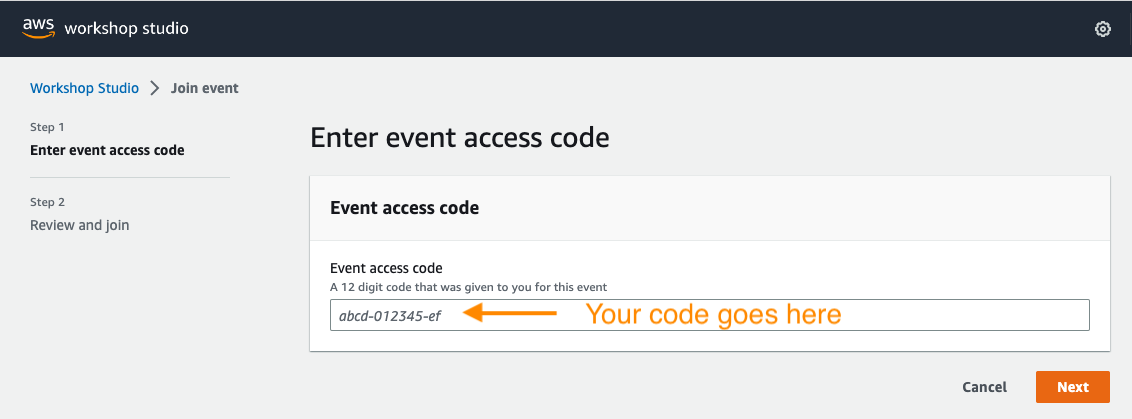 aws workshop studio
Workshop Studio > Join event
Step 1
Enter event access code
Step 2
Review and join
Enter event access code
Event access code
Event access code
A 12 digit code that was given to you for this event
abcd-012345-ef
Your code goes here
Cancel
Next